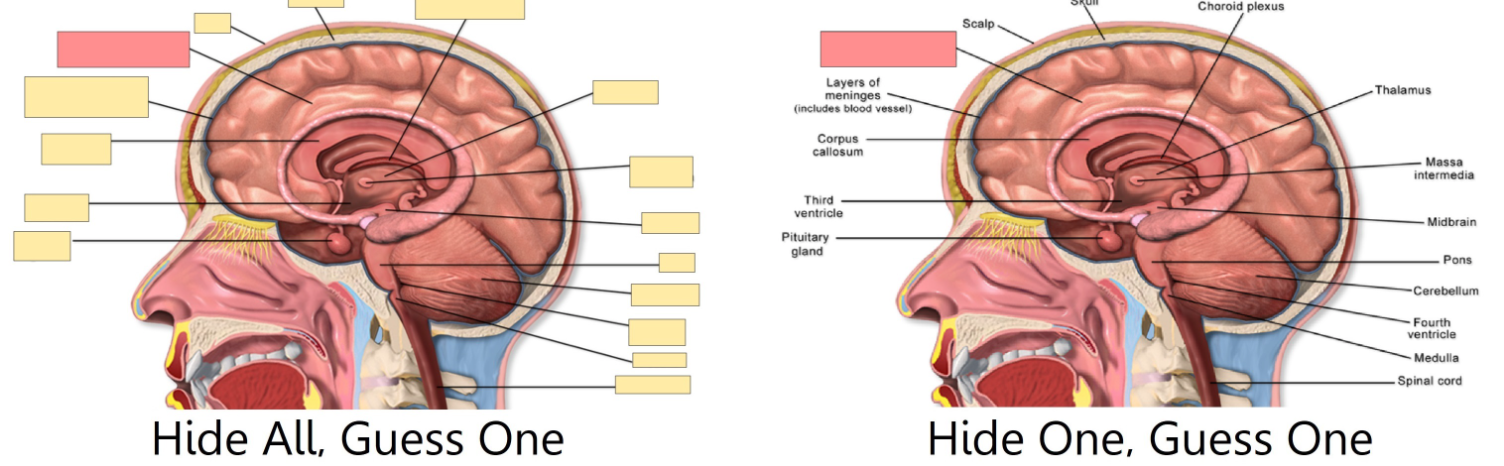 Skull
Choroid plexus
Scalp
Layers of
meninges
(includes blood vessel)
Thalamus
Corpus
callosum
Massa
intermedia
Third
ventricle
Midbrain
Pituitary
gland
Pons
Cerebellum
Fourth
ventricle
Medulla
Spinal cord
Hide All, Guess One
Hide One, Guess One